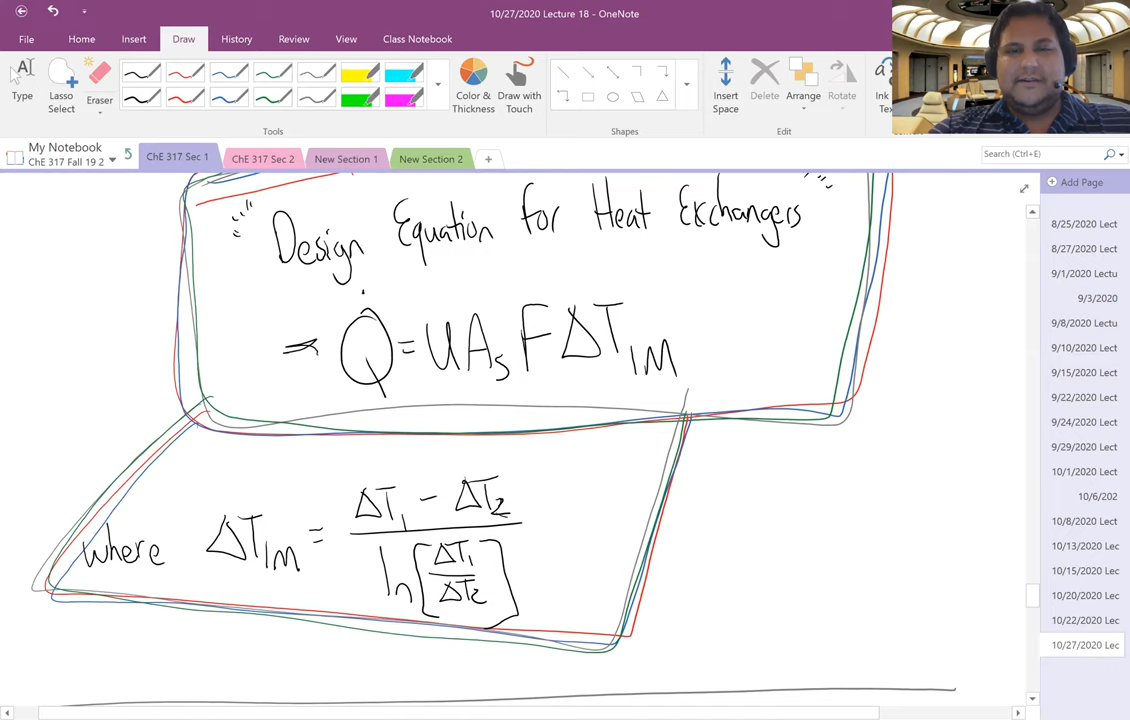 10/27/2020 Lecture 18 - OneNote
File Home Insert Draw History Review View Class Notebook
Type
Lasso Select
Eraser
Color & Thickness
Draw with Touch
Insert Space
Delete
Arrange
Rotate
Ink
Tex
Tools
Shapes
Edit
My Notebook
ChE 317 Fall 19 2
ChE 317 Sec 1
ChE 317 Sec 2
New Section 1
New Section 2
+
Search (Ctrl+E)
Add Page
8/25/2020 Lect
8/27/2020 Lect
9/1/2020 Lectu
9/3/2020
9/8/2020 Lectu
9/10/2020 Lect
9/15/2020 Lect
9/22/2020 Lect
9/24/2020 Lect
9/29/2020 Lect
10/1/2020 Lect
10/6/202
10/8/2020 Lect
10/13/2020 Lec
10/15/2020 Lec
10/20/2020 Lec
10/22/2020 Lec
10/27/2020 Lec
"Design Equation for Heat Exchangers"
⇒ Q̇ = UA_s F ΔT_lM
where ΔT_lM = (ΔT_1 - ΔT_2) / ln[ΔT_1/ΔT_2]